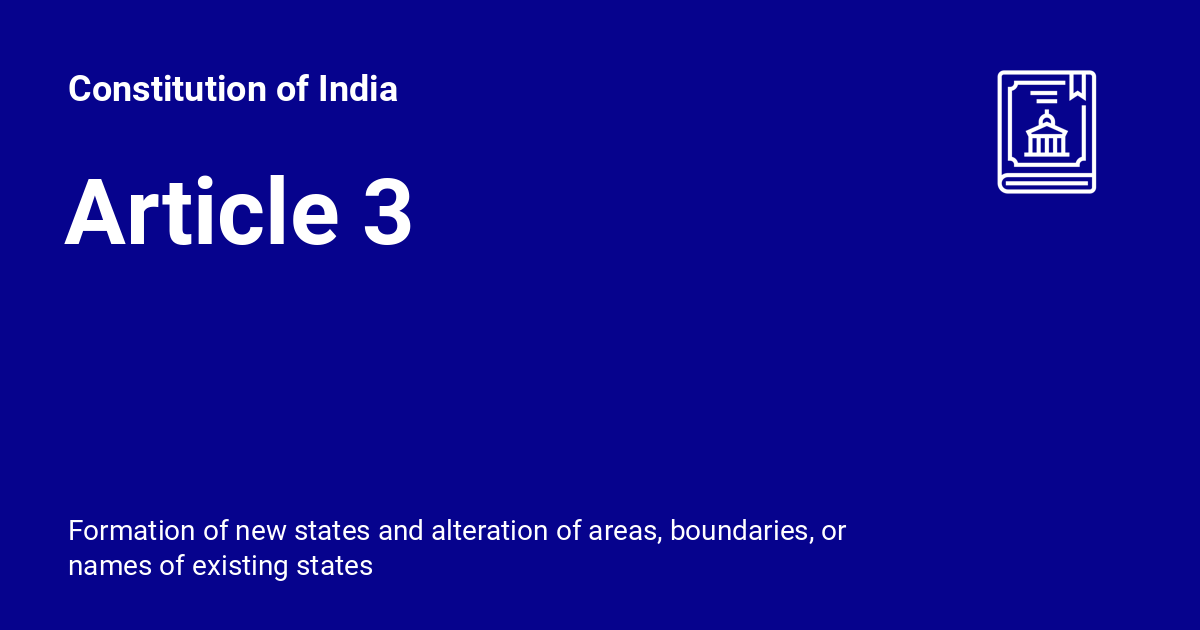 Constitution of India
Article 3
Formation of new states and alteration of areas, boundaries, or
names of existing states